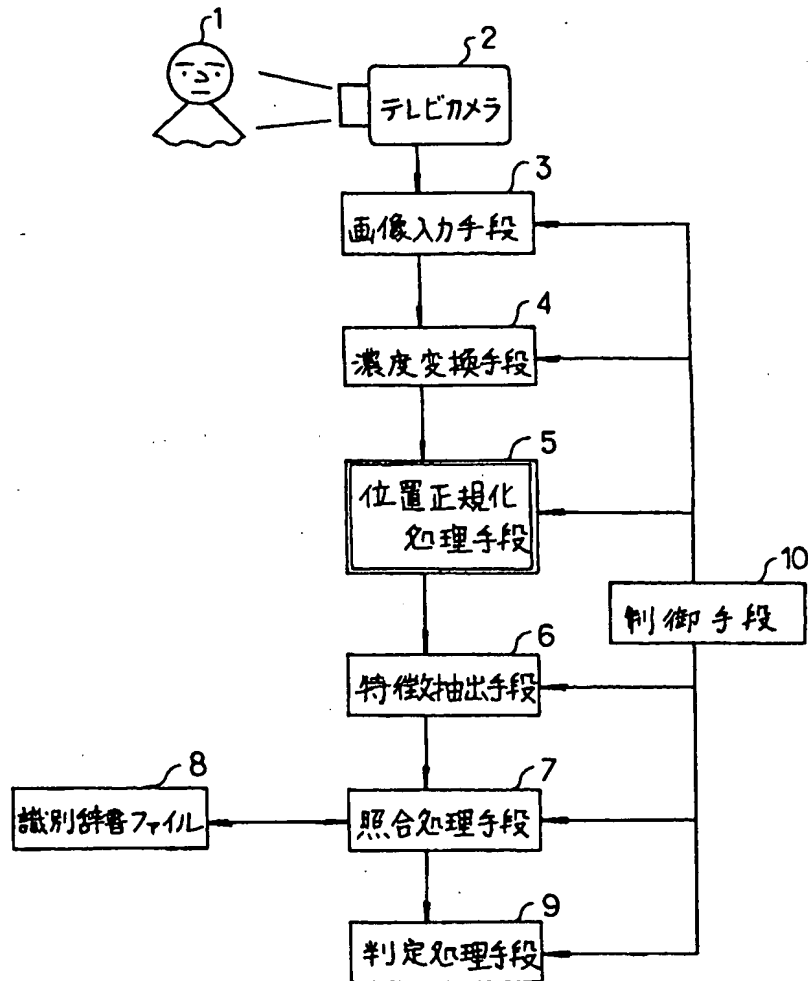 1
2
テレビカメラ
3
画像入力手段
4
濃度変換手段
5
位置正規化
処理手段
10
制御手段
6
特徴抽出手段
7
照合処理手段
8
識別辞書ファイル
9
判定処理手段